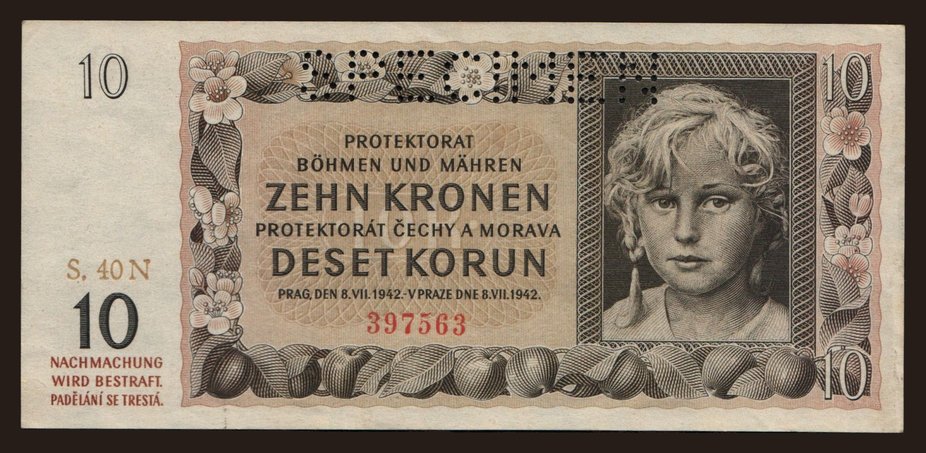 10
SPECIMEN
10
PROTEKTORAT
BÖHMEN UND MÄHREN
ZEHN KRONEN
PROTEKTORÁT ČECHY A MORAVA
DESET KORUN
PRAG, DEN 8. VII. 1942. - V PRAZE DNE 8. VII. 1942.
397563
S. 40 N
10
NACHMACHUNG
WIRD BESTRAFT.
PADĚLÁNÍ SE TRESTÁ.
10